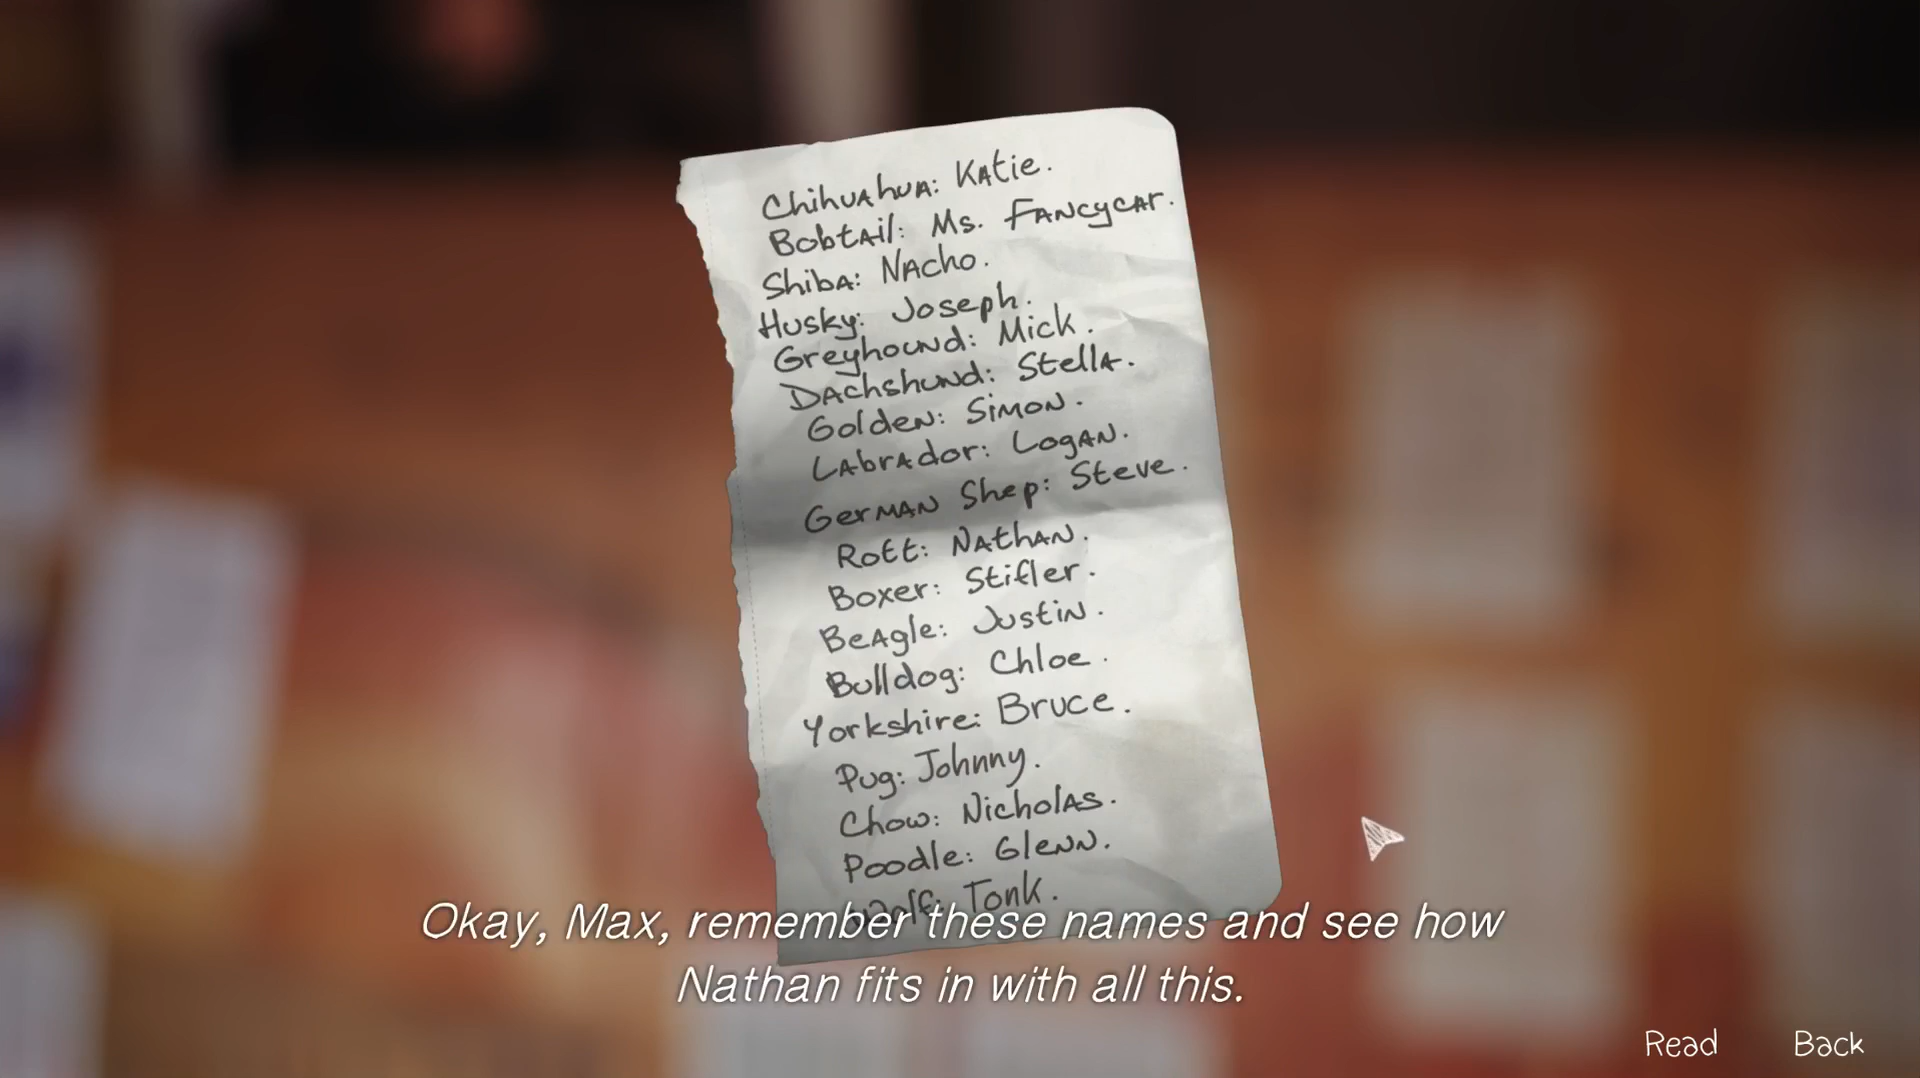 Chihuahua: Katie.
Bobtail: Ms. Fancycar.
Shiba: Nacho.
Husky: Joseph.
Greyhound: Mick.
Dachshund: Stella.
Golden: Simon.
Labrador: Logan.
German Shep: Steve.
Rott: Nathan.
Boxer: Stifler.
Beagle: Justin.
Bulldog: Chloe.
Yorkshire: Bruce.
Pug: Johnny.
Chow: Nicholas.
Poodle: Glenn.
Wolf: Tonk.
Okay, Max, remember these names and see how
Nathan fits in with all this.
Read Back